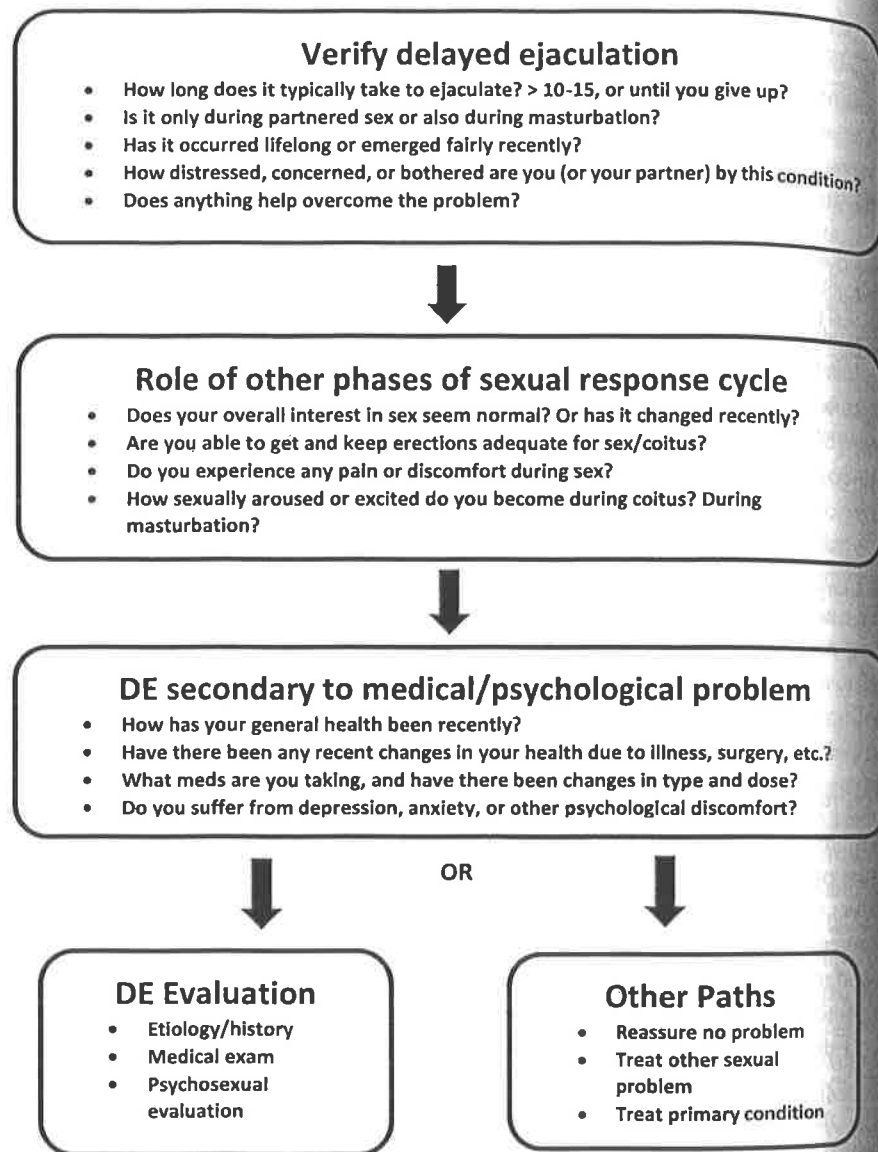 Verify delayed ejaculation
• How long does it typically take to ejaculate? > 10-15, or until you give up?
• Is it only during partnered sex or also during masturbation?
• Has it occurred lifelong or emerged fairly recently?
• How distressed, concerned, or bothered are you (or your partner) by this condition?
• Does anything help overcome the problem?
Role of other phases of sexual response cycle
• Does your overall interest in sex seem normal? Or has it changed recently?
• Are you able to get and keep erections adequate for sex/coitus?
• Do you experience any pain or discomfort during sex?
• How sexually aroused or excited do you become during coitus? During
masturbation?
DE secondary to medical/psychological problem
• How has your general health been recently?
• Have there been any recent changes in your health due to illness, surgery, etc.?
• What meds are you taking, and have there been changes in type and dose?
• Do you suffer from depression, anxiety, or other psychological discomfort?
OR
DE Evaluation
• Etiology/history
• Medical exam
• Psychosexual
evaluation
Other Paths
• Reassure no problem
• Treat other sexual
problem
• Treat primary condition